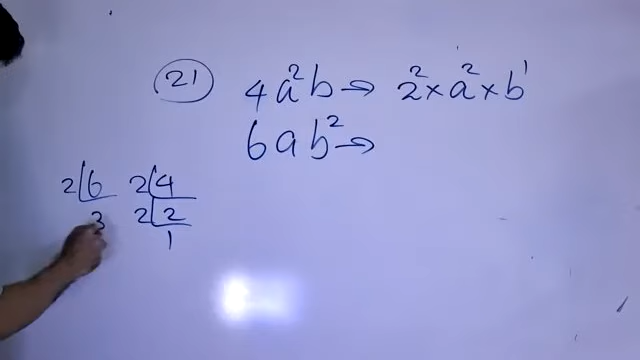 21 4a²b → 2² × a² × b¹
6ab² →
2 6 2 4
3 2 2
1